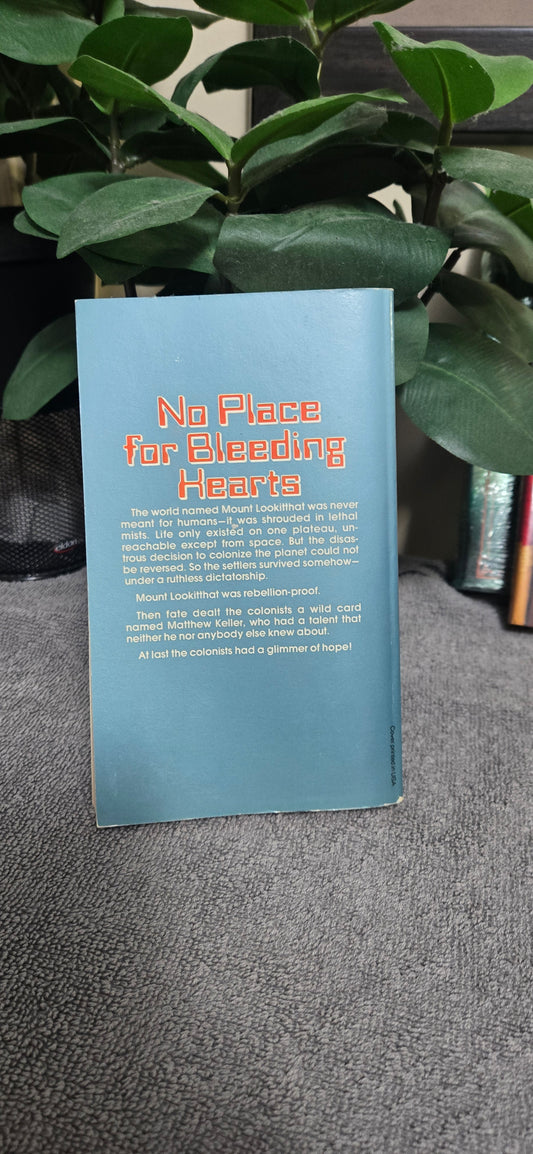 No Place
for Bleeding
Hearts
The world named Mount Lookitthat was never
meant for humans—it was shrouded in lethal
mists. Life only existed on one plateau, un-
reachable except from space. But the disas-
trous decision to colonize the planet could not
be reversed. So the settlers survived somehow—
under a ruthless dictatorship.
Mount Lookitthat was rebellion-proof.
Then fate dealt the colonists a wild card
named Matthew Keller, who had a talent that
neither he nor anybody else knew about.
At last the colonists had a glimmer of hope!
Cover printed in USA